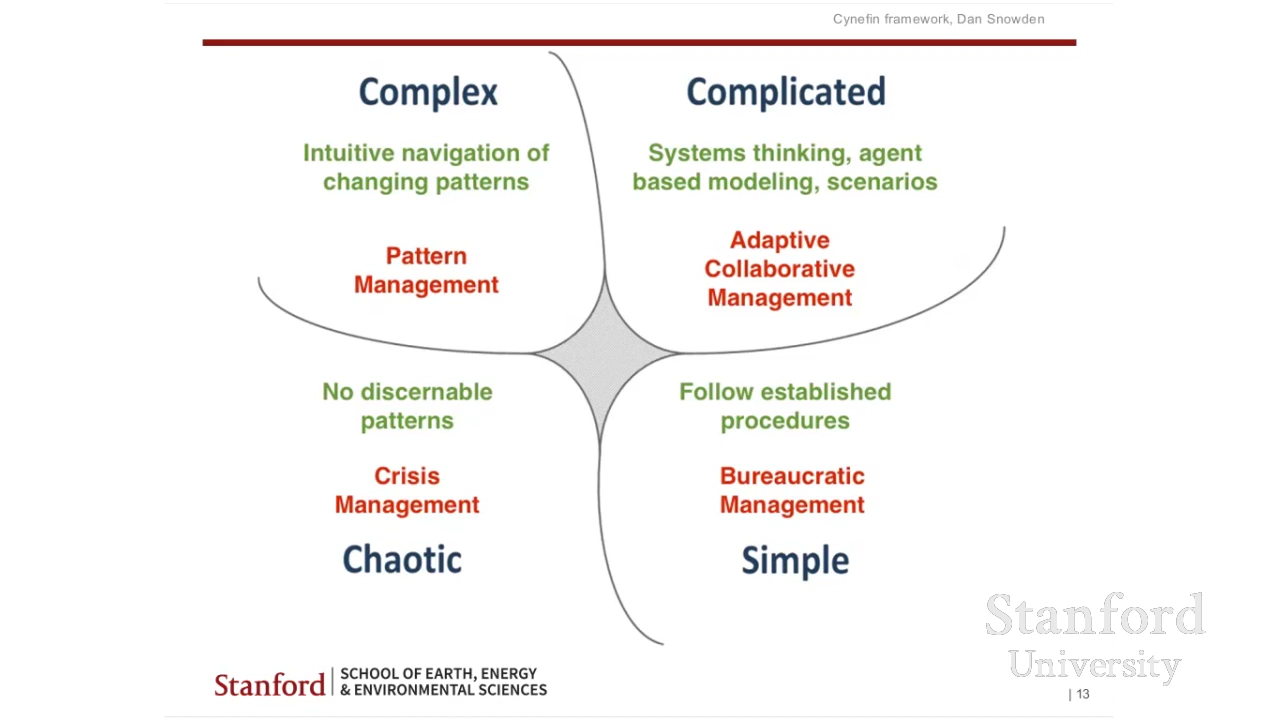 Cynefin framework, Dan Snowden
Complex
Intuitive navigation of
changing patterns
Pattern
Management
Complicated
Systems thinking, agent
based modeling, scenarios
Adaptive
Collaborative
Management
No discernable
patterns
Crisis
Management
Chaotic
Follow established
procedures
Bureaucratic
Management
Simple
Stanford
University
Stanford
SCHOOL OF EARTH, ENERGY
& ENVIRONMENTAL SCIENCES
| 13